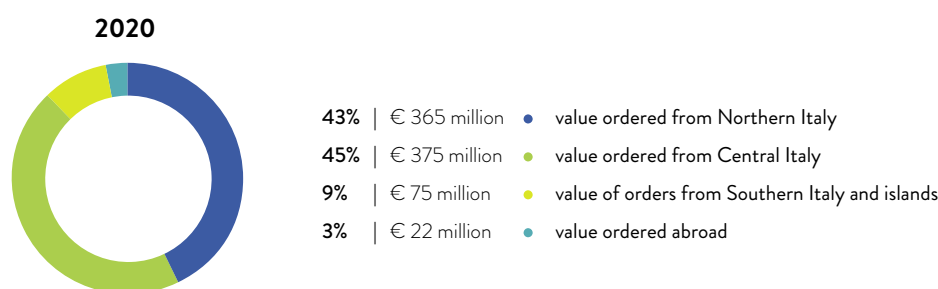 2020
43% | € 365 million • value ordered from Northern Italy
45% | € 375 million • value ordered from Central Italy
9% | € 75 million • value of orders from Southern Italy and islands
3% | € 22 million • value ordered abroad